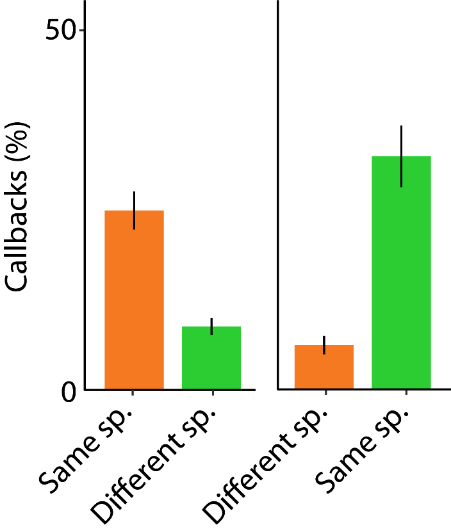 50
Callbacks (%)
0
Same sp.
Different sp.
Different sp.
Same sp.